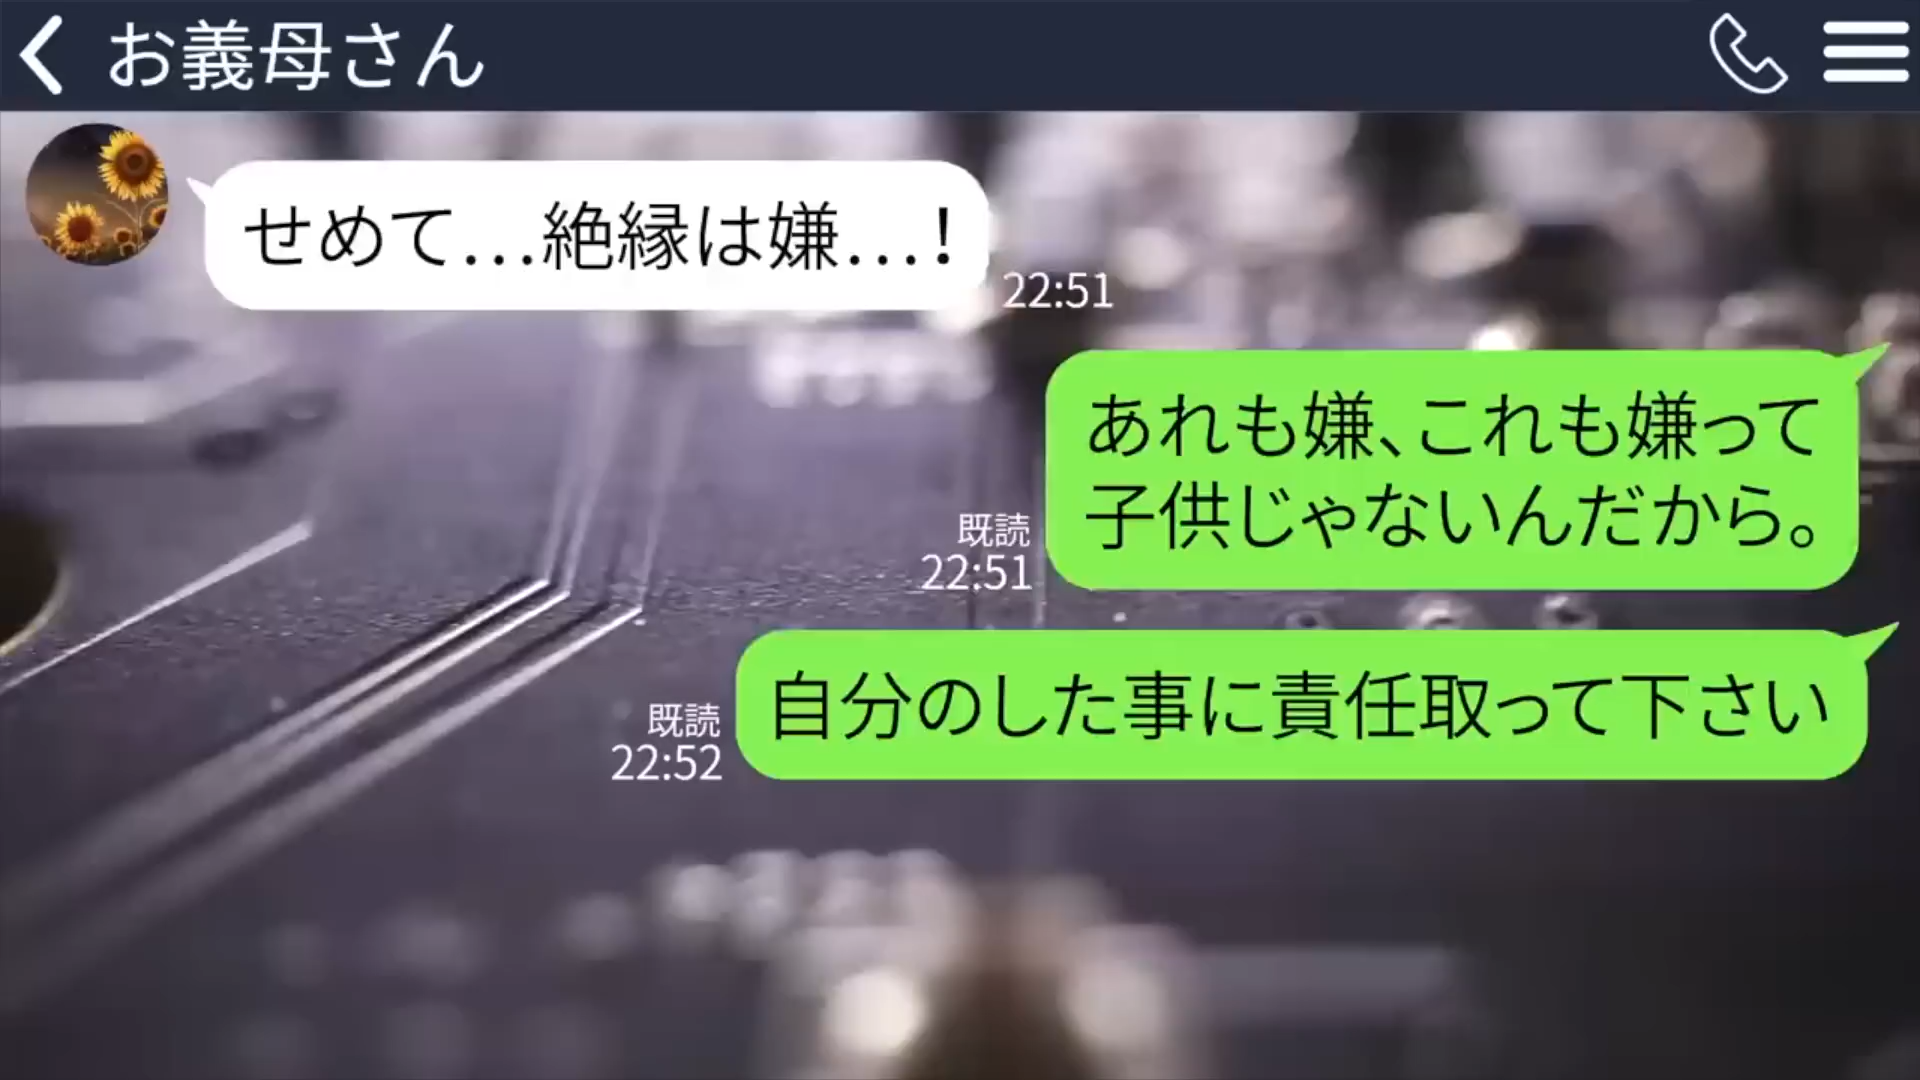 お義母さん
せめて…絶縁は嫌…！
22:51
あれも嫌、これも嫌って
子供じゃないんだから。
既読
22:51
自分のした事に責任取って下さい
既読
22:52